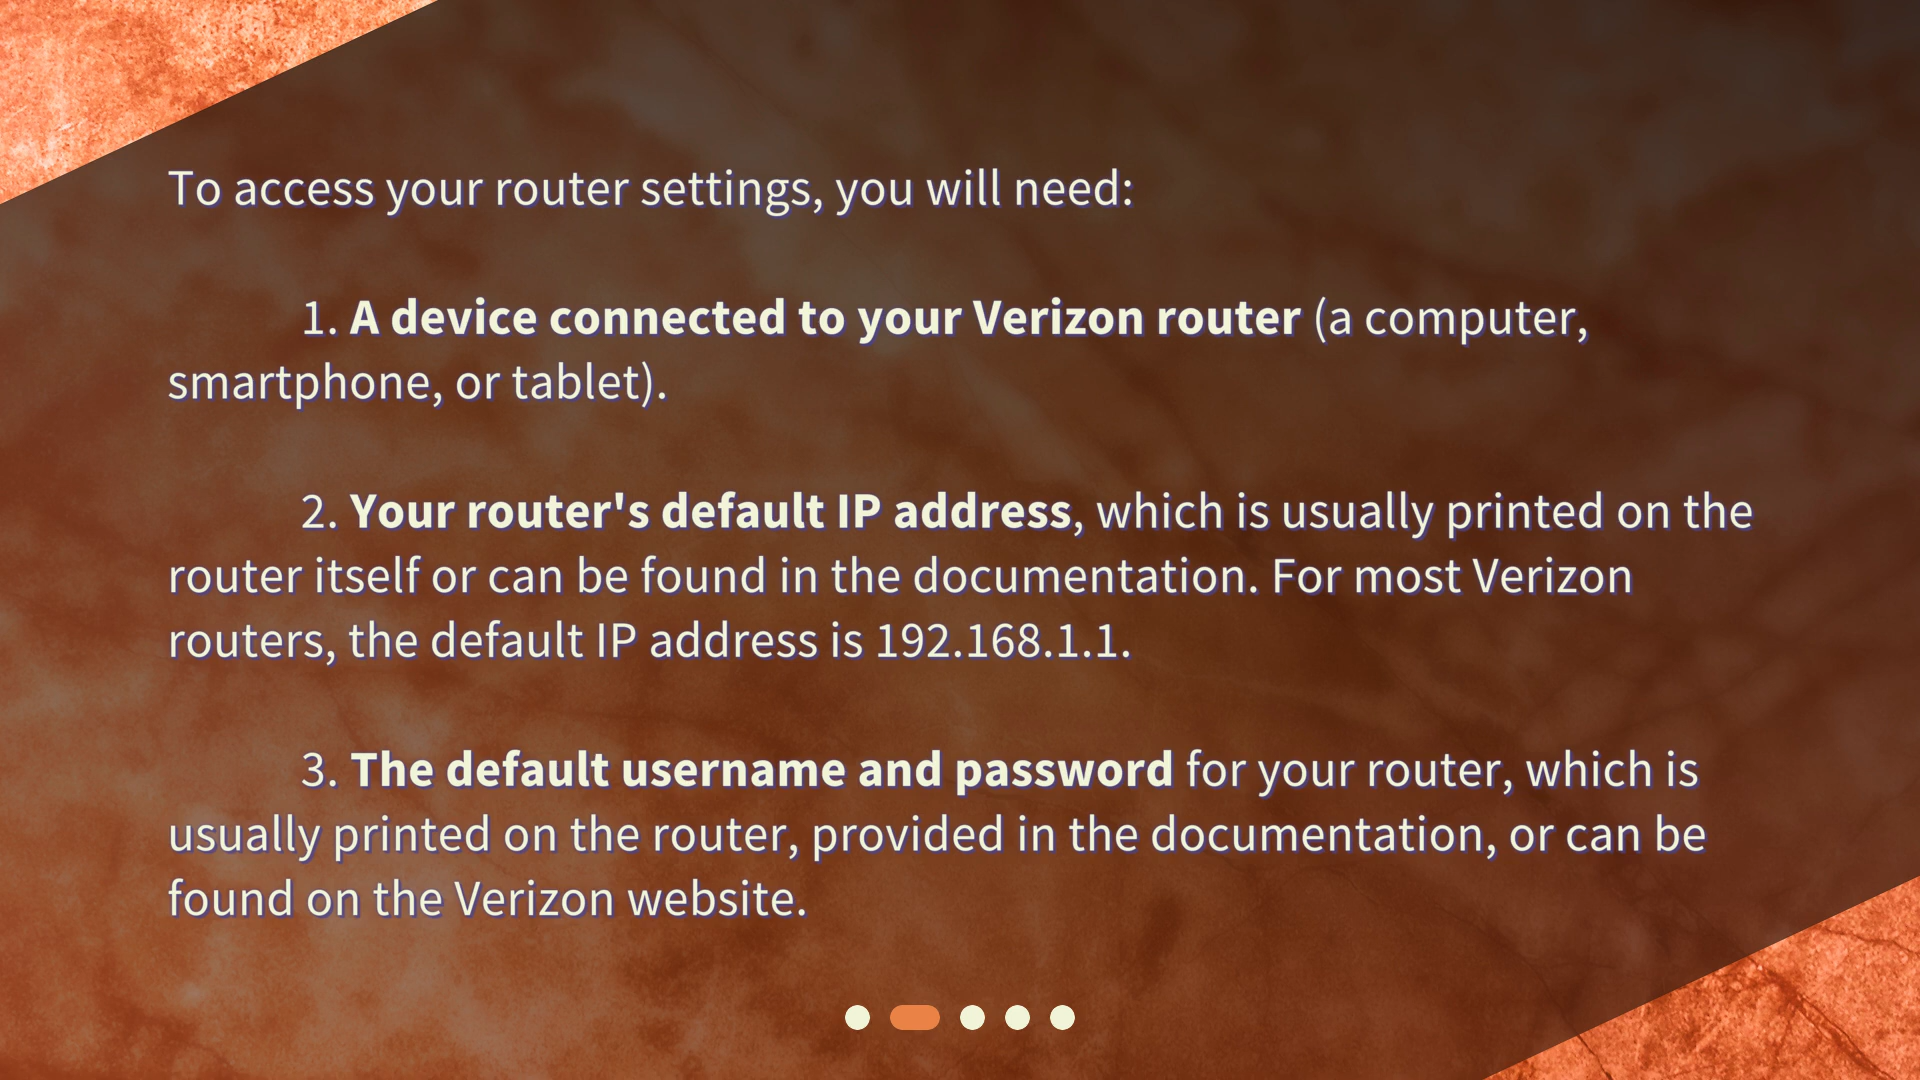 To access your router settings, you will need:
1. A device connected to your Verizon router (a computer,
smartphone, or tablet).
2. Your router's default IP address, which is usually printed on the
router itself or can be found in the documentation. For most Verizon
routers, the default IP address is 192.168.1.1.
3. The default username and password for your router, which is
usually printed on the router, provided in the documentation, or can be
found on the Verizon website.